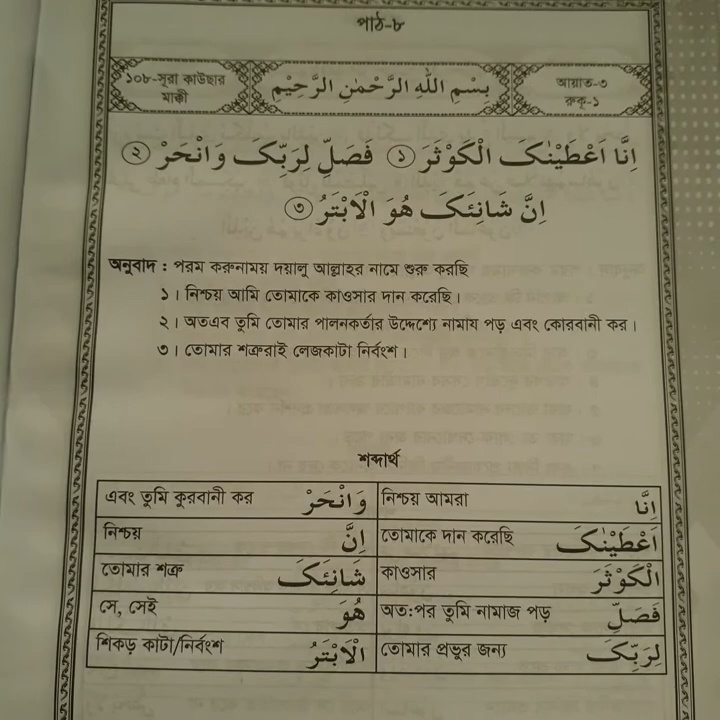 পাঠ-৮
১০৮-সূরা কাউছার
মাক্কী
بِسْمِ اللّٰهِ الرَّحْمٰنِ الرَّحِيْمِ
আয়াত-৩
রুকু-১
اِنَّا اَعْطَيْنٰكَ الْكَوْثَرَ ① فَصَلِّ لِرَبِّكَ وَانْحَرْ ②
اِنَّ شَانِئَكَ هُوَ الْاَبْتَرُ ③
অনুবাদ : পরম করুনাময় দয়ালু আল্লাহর নামে শুরু করছি
১। নিশ্চয় আমি তোমাকে কাওসার দান করেছি।
২। অতএব তুমি তোমার পালনকর্তার উদ্দেশ্যে নামায পড় এবং কোরবানী কর।
৩। তোমার শত্রুরাই লেজকাটা নির্বংশ।
শব্দার্থ
এবং তুমি কুরবানী কর وَانْحَرْ নিশ্চয় আমরা اِنَّا
নিশ্চয় اِنَّ তোমাকে দান করেছি اَعْطَيْنٰكَ
তোমার শত্রু شَانِئَكَ কাওসার الْكَوْثَرَ
সে, সেই هُوَ অত:পর তুমি নামাজ পড় فَصَلِّ
শিকড় কাটা/নির্বংশ الْاَبْتَرُ তোমার প্রভুর জন্য لِرَبِّكَ